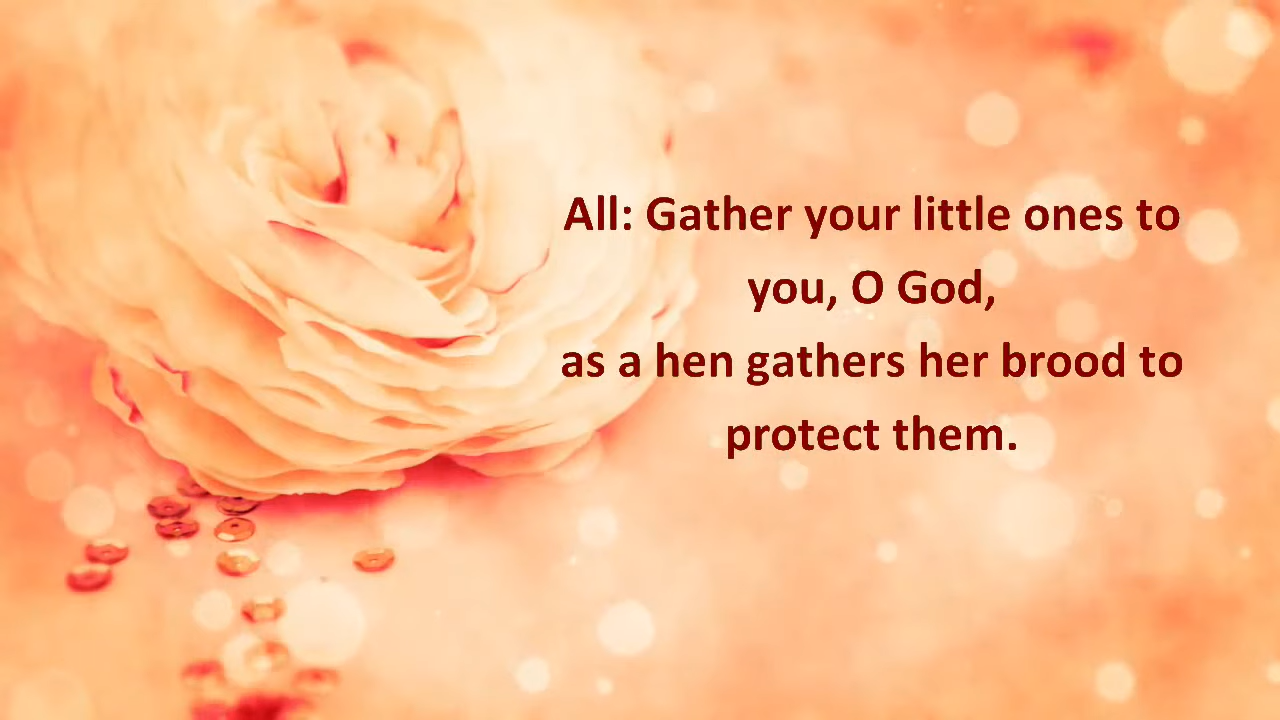 All: Gather your little ones to
you, O God,
as a hen gathers her brood to
protect them.